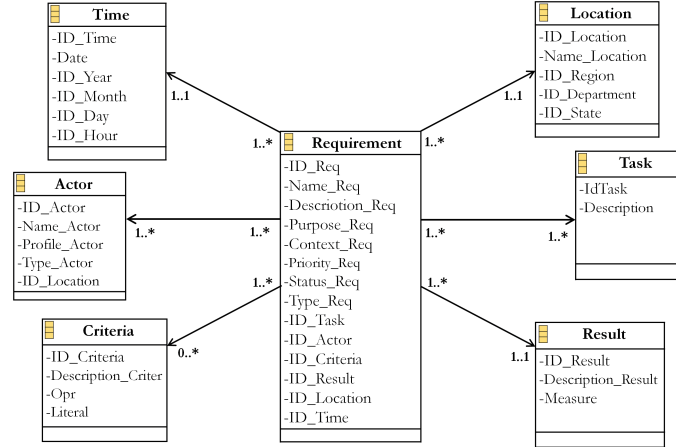 Time
-ID_Time
-Date
-ID_Year
-ID_Month
-ID_Day
-ID_Hour
Location
-ID_Location
-Name_Location
-ID_Region
-ID_Department
-ID_State
1..1
1..1
1..*
1..*
Requirement
-ID_Req
-Name_Req
-Descriotion_Req
-Purpose_Req
-Context_Req
-Priority_Req
-Status_Req
-Type_Req
-ID_Task
-ID_Actor
-ID_Criteria
-ID_Result
-ID_Location
-ID_Time
Actor
-ID_Actor
-Name_Actor
-Profile_Actor
-Type_Actor
-ID_Location
1..*
1..*
Task
-IdTask
-Description
1..*
1..*
1..*
0..*
1..*
1..1
Criteria
-ID_Criteria
-Description_Criter
-Opr
-Literal
Result
-ID_Result
-Description_Result
-Measure